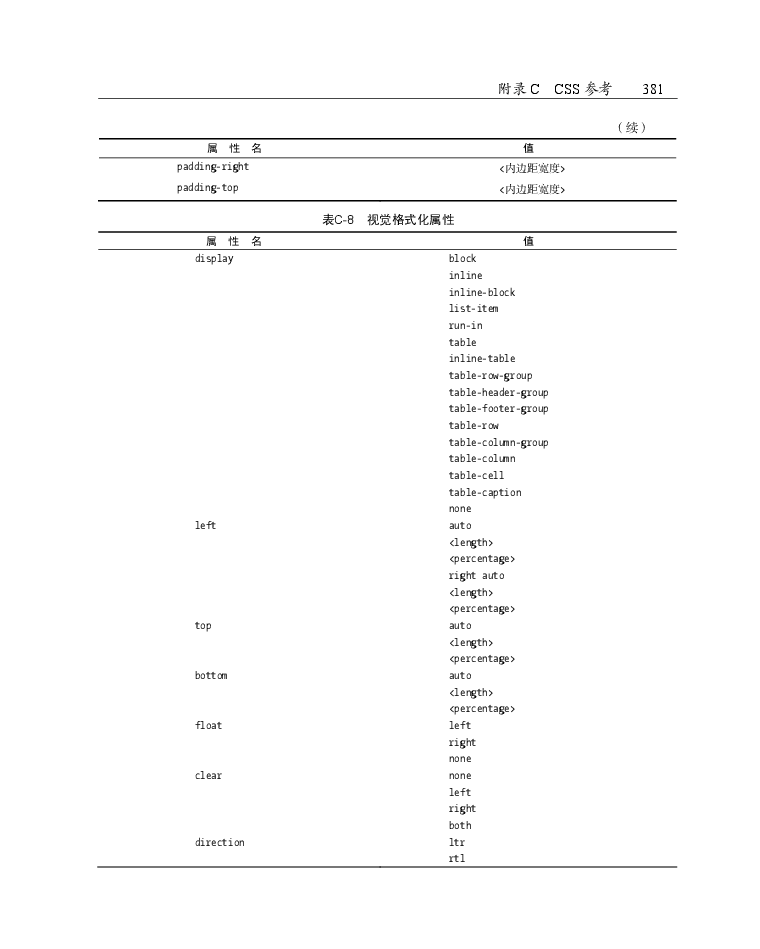 附录 C CSS 参考 381
（续）
属 性 名 值
padding-right <内边距宽度>
padding-top <内边距宽度>
表C-8 视觉格式化属性
属 性 名 值
display block
inline
inline-block
list-item
run-in
table
inline-table
table-row-group
table-header-group
table-footer-group
table-row
table-column-group
table-column
table-cell
table-caption
none
left auto
<length>
<percentage>
right auto
<length>
<percentage>
top auto
<length>
<percentage>
bottom auto
<length>
<percentage>
float left
right
none
clear none
left
right
both
direction ltr
rtl